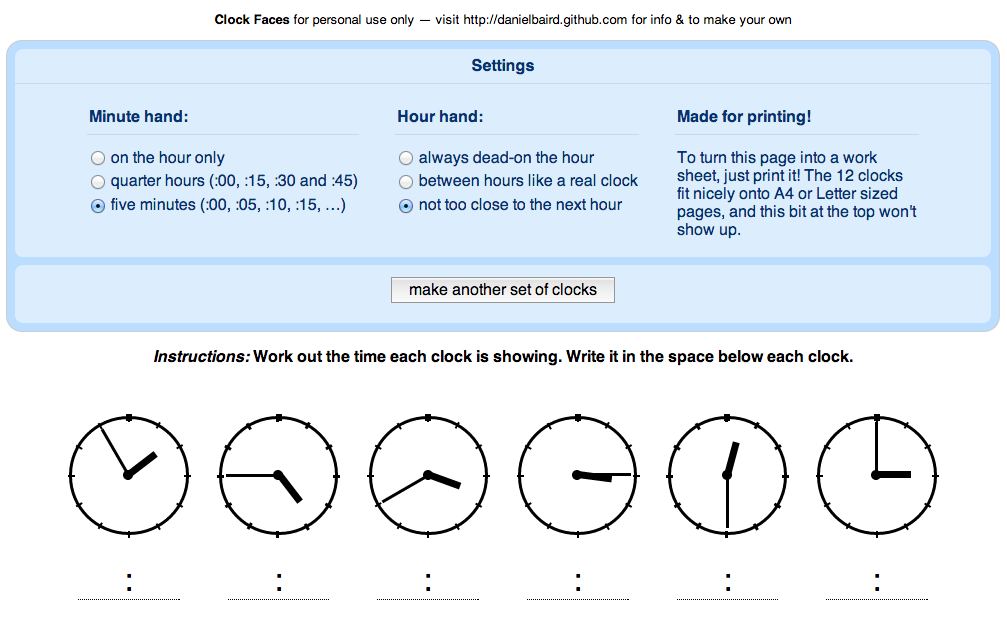 Clock Faces for personal use only — visit http://danielbaird.github.com for info & to make your own
Settings
Minute hand:
on the hour only
quarter hours (:00, :15, :30 and :45)
five minutes (:00, :05, :10, :15, …)
Hour hand:
always dead-on the hour
between hours like a real clock
not too close to the next hour
Made for printing!
To turn this page into a work
sheet, just print it! The 12 clocks
fit nicely onto A4 or Letter sized
pages, and this bit at the top won't
show up.
make another set of clocks
Instructions: Work out the time each clock is showing. Write it in the space below each clock.
: : : : : :